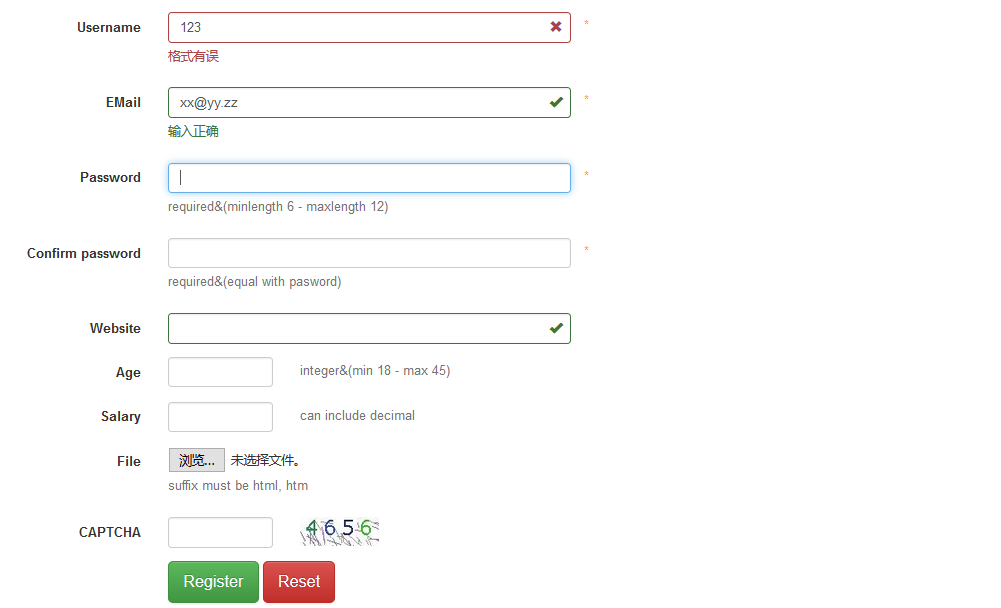 Username 123 *
格式有误
EMail xx@yy.zz *
输入正确
Password *
required&(minlength 6 - maxlength 12)
Confirm password *
required&(equal with pasword)
Website
Age integer&(min 18 - max 45)
Salary can include decimal
File 浏览... 未选择文件。
suffix must be html, htm
CAPTCHA 4656
Register Reset